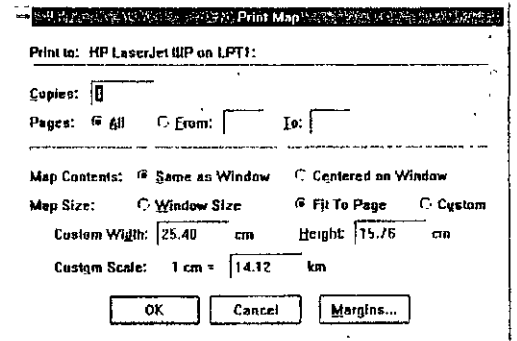 Print Map
Print to: HP LaserJet IIIP on LPT1:
Copies: 1
Pages: All From: To:
Map Contents: Same as Window Centered on Window
Map Size: Window Size Fit To Page Custom
Custom Width: 25.40 cm Height: 15.76 cm
Custom Scale: 1 cm = 14.12 km
OK Cancel Margins...